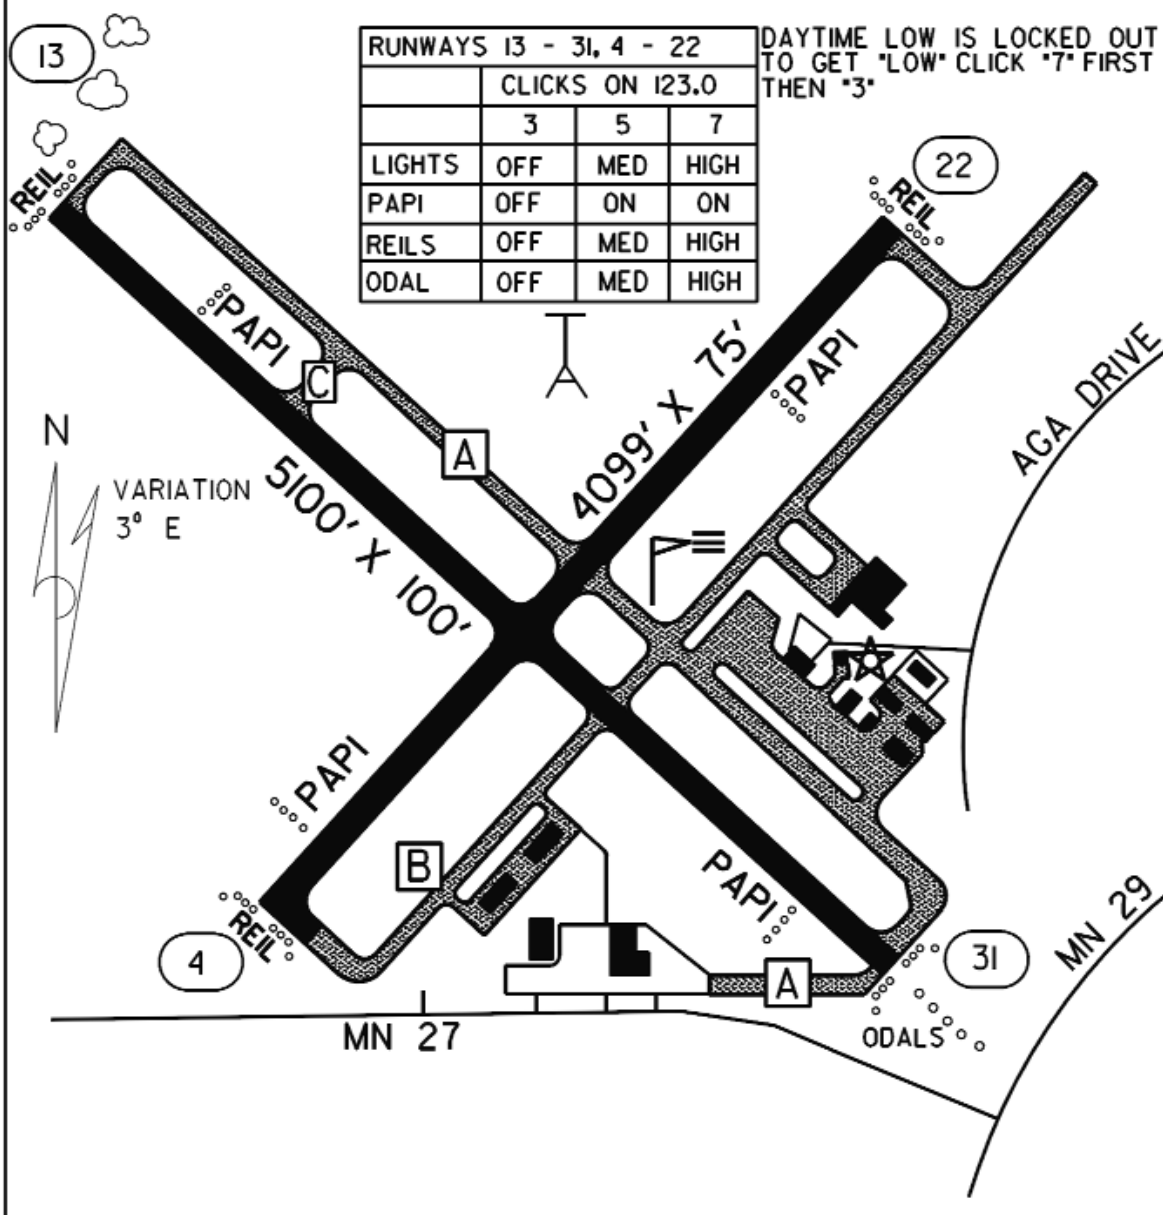 13
RUNWAYS 13 - 31, 4 - 22
CLICKS ON 123.0
3 5 7
LIGHTS OFF MED HIGH
PAPI OFF ON ON
REILS OFF MED HIGH
ODAL OFF MED HIGH
DAYTIME LOW IS LOCKED OUT
TO GET "LOW" CLICK "7" FIRST
THEN "3"
22
REIL
REIL
PAPI
C
A
PAPI
4099' X 75'
5100' X 100'
AGA DRIVE
N
VARIATION
3° E
A
PAPI
B
PAPI
REIL
4
A
31
ODALS
MN 29
MN 27